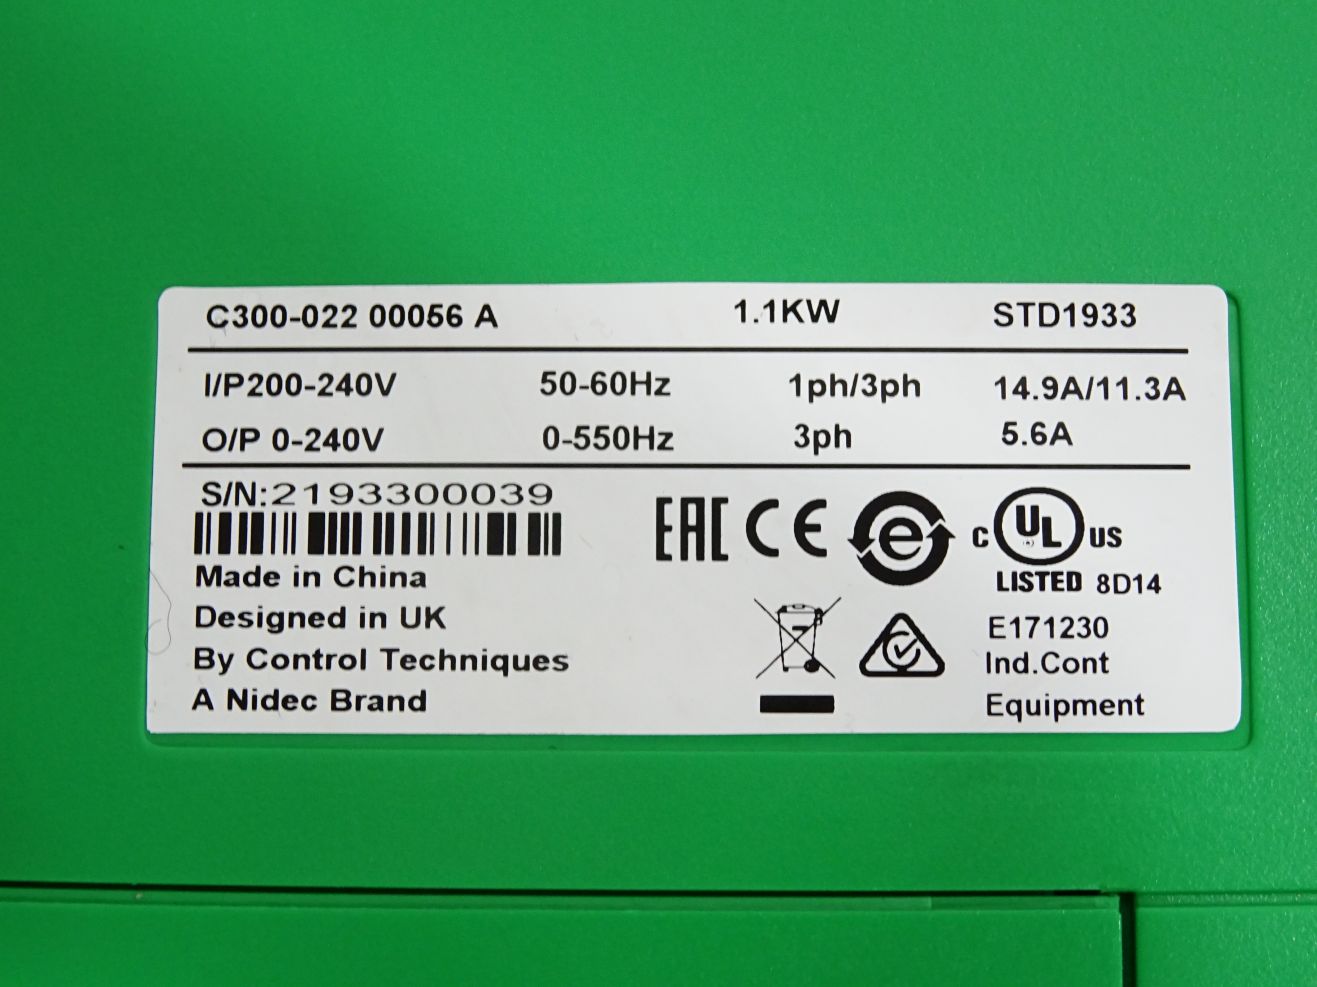 C300-022 00056 A 1.1KW STD1933
I/P200-240V 50-60Hz 1ph/3ph 14.9A/11.3A
O/P 0-240V 0-550Hz 3ph 5.6A
S/N:2193300039
EAC CE e c UL US
LISTED 8D14
Made in China
Designed in UK
By Control Techniques
A Nidec Brand
E171230
Ind.Cont
Equipment